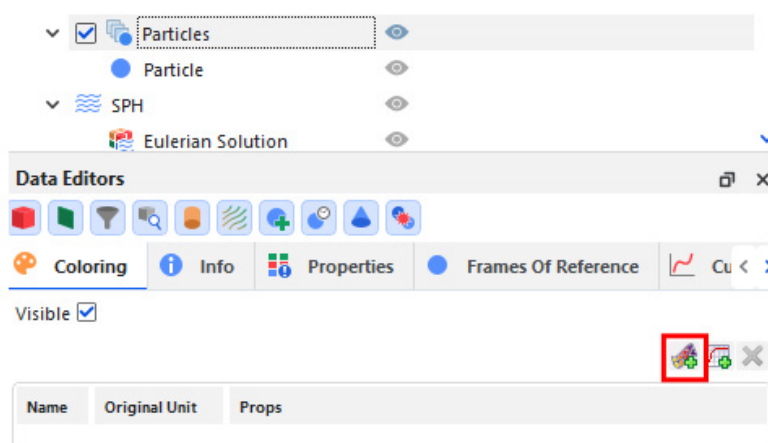 Particles
Particle
SPH
Eulerian Solution
Data Editors
Coloring Info Properties Frames Of Reference Cu
Visible
Name Original Unit Props